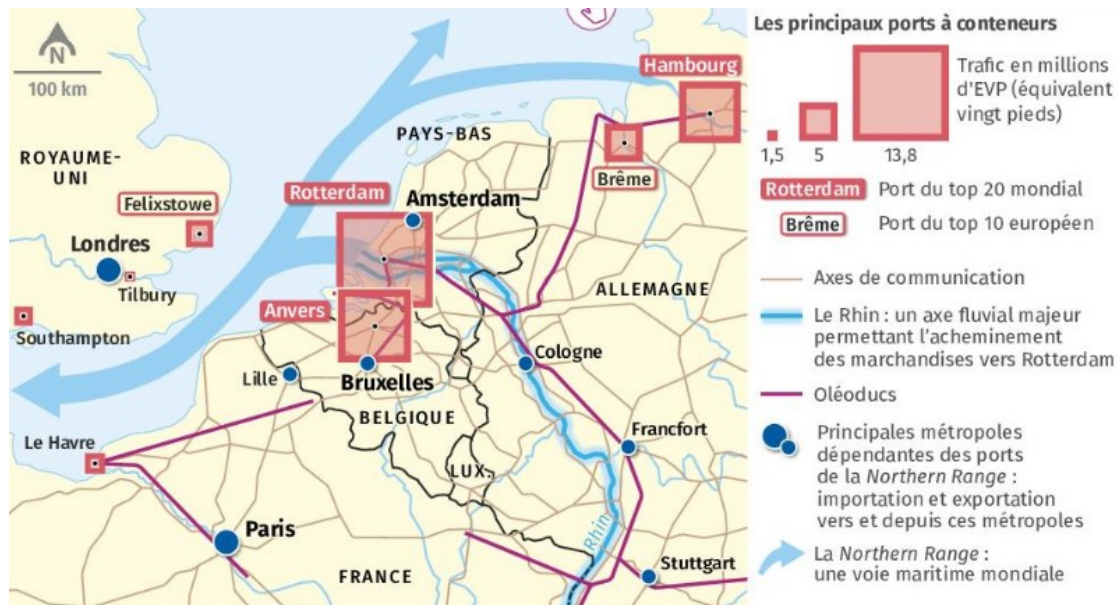 N
100 km
Hambourg
PAYS-BAS
ROYAUME-
UNI
Brême
Rotterdam
Amsterdam
Felixstowe
Londres
Tilbury
ALLEMAGNE
Anvers
Southampton
Cologne
Lille
Bruxelles
BELGIQUE
Le Havre
Francfort
LUX.
Paris
Rhin
Stuttgart
FRANCE
Les principaux ports à conteneurs
Trafic en millions
d'EVP (équivalent
vingt pieds)
1,5 5 13,8
Rotterdam Port du top 20 mondial
Brême Port du top 10 européen
Axes de communication
Le Rhin : un axe fluvial majeur
permettant l'acheminement
des marchandises vers Rotterdam
Oléoducs
Principales métropoles
dépendantes des ports
de la Northern Range :
importation et exportation
vers et depuis ces métropoles
La Northern Range :
une voie maritime mondiale